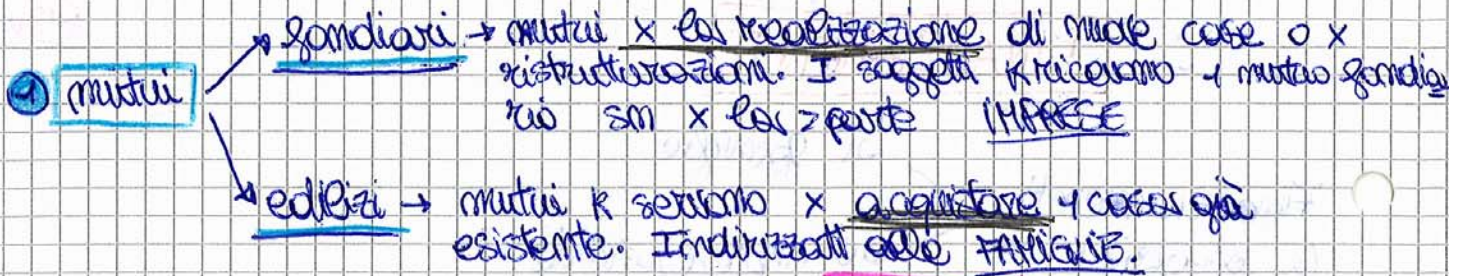 fondiari → mutui x la realizzazione di nuove case o x
① mutui
ristrutturazioni. I soggetti k ricevono 1 mutuo fondia
rio sn x la > parte IMPRESE
edilizi → mutui k servono x acquistare 1 casa già
esistente. Indirizzati alle FAMIGLIE.